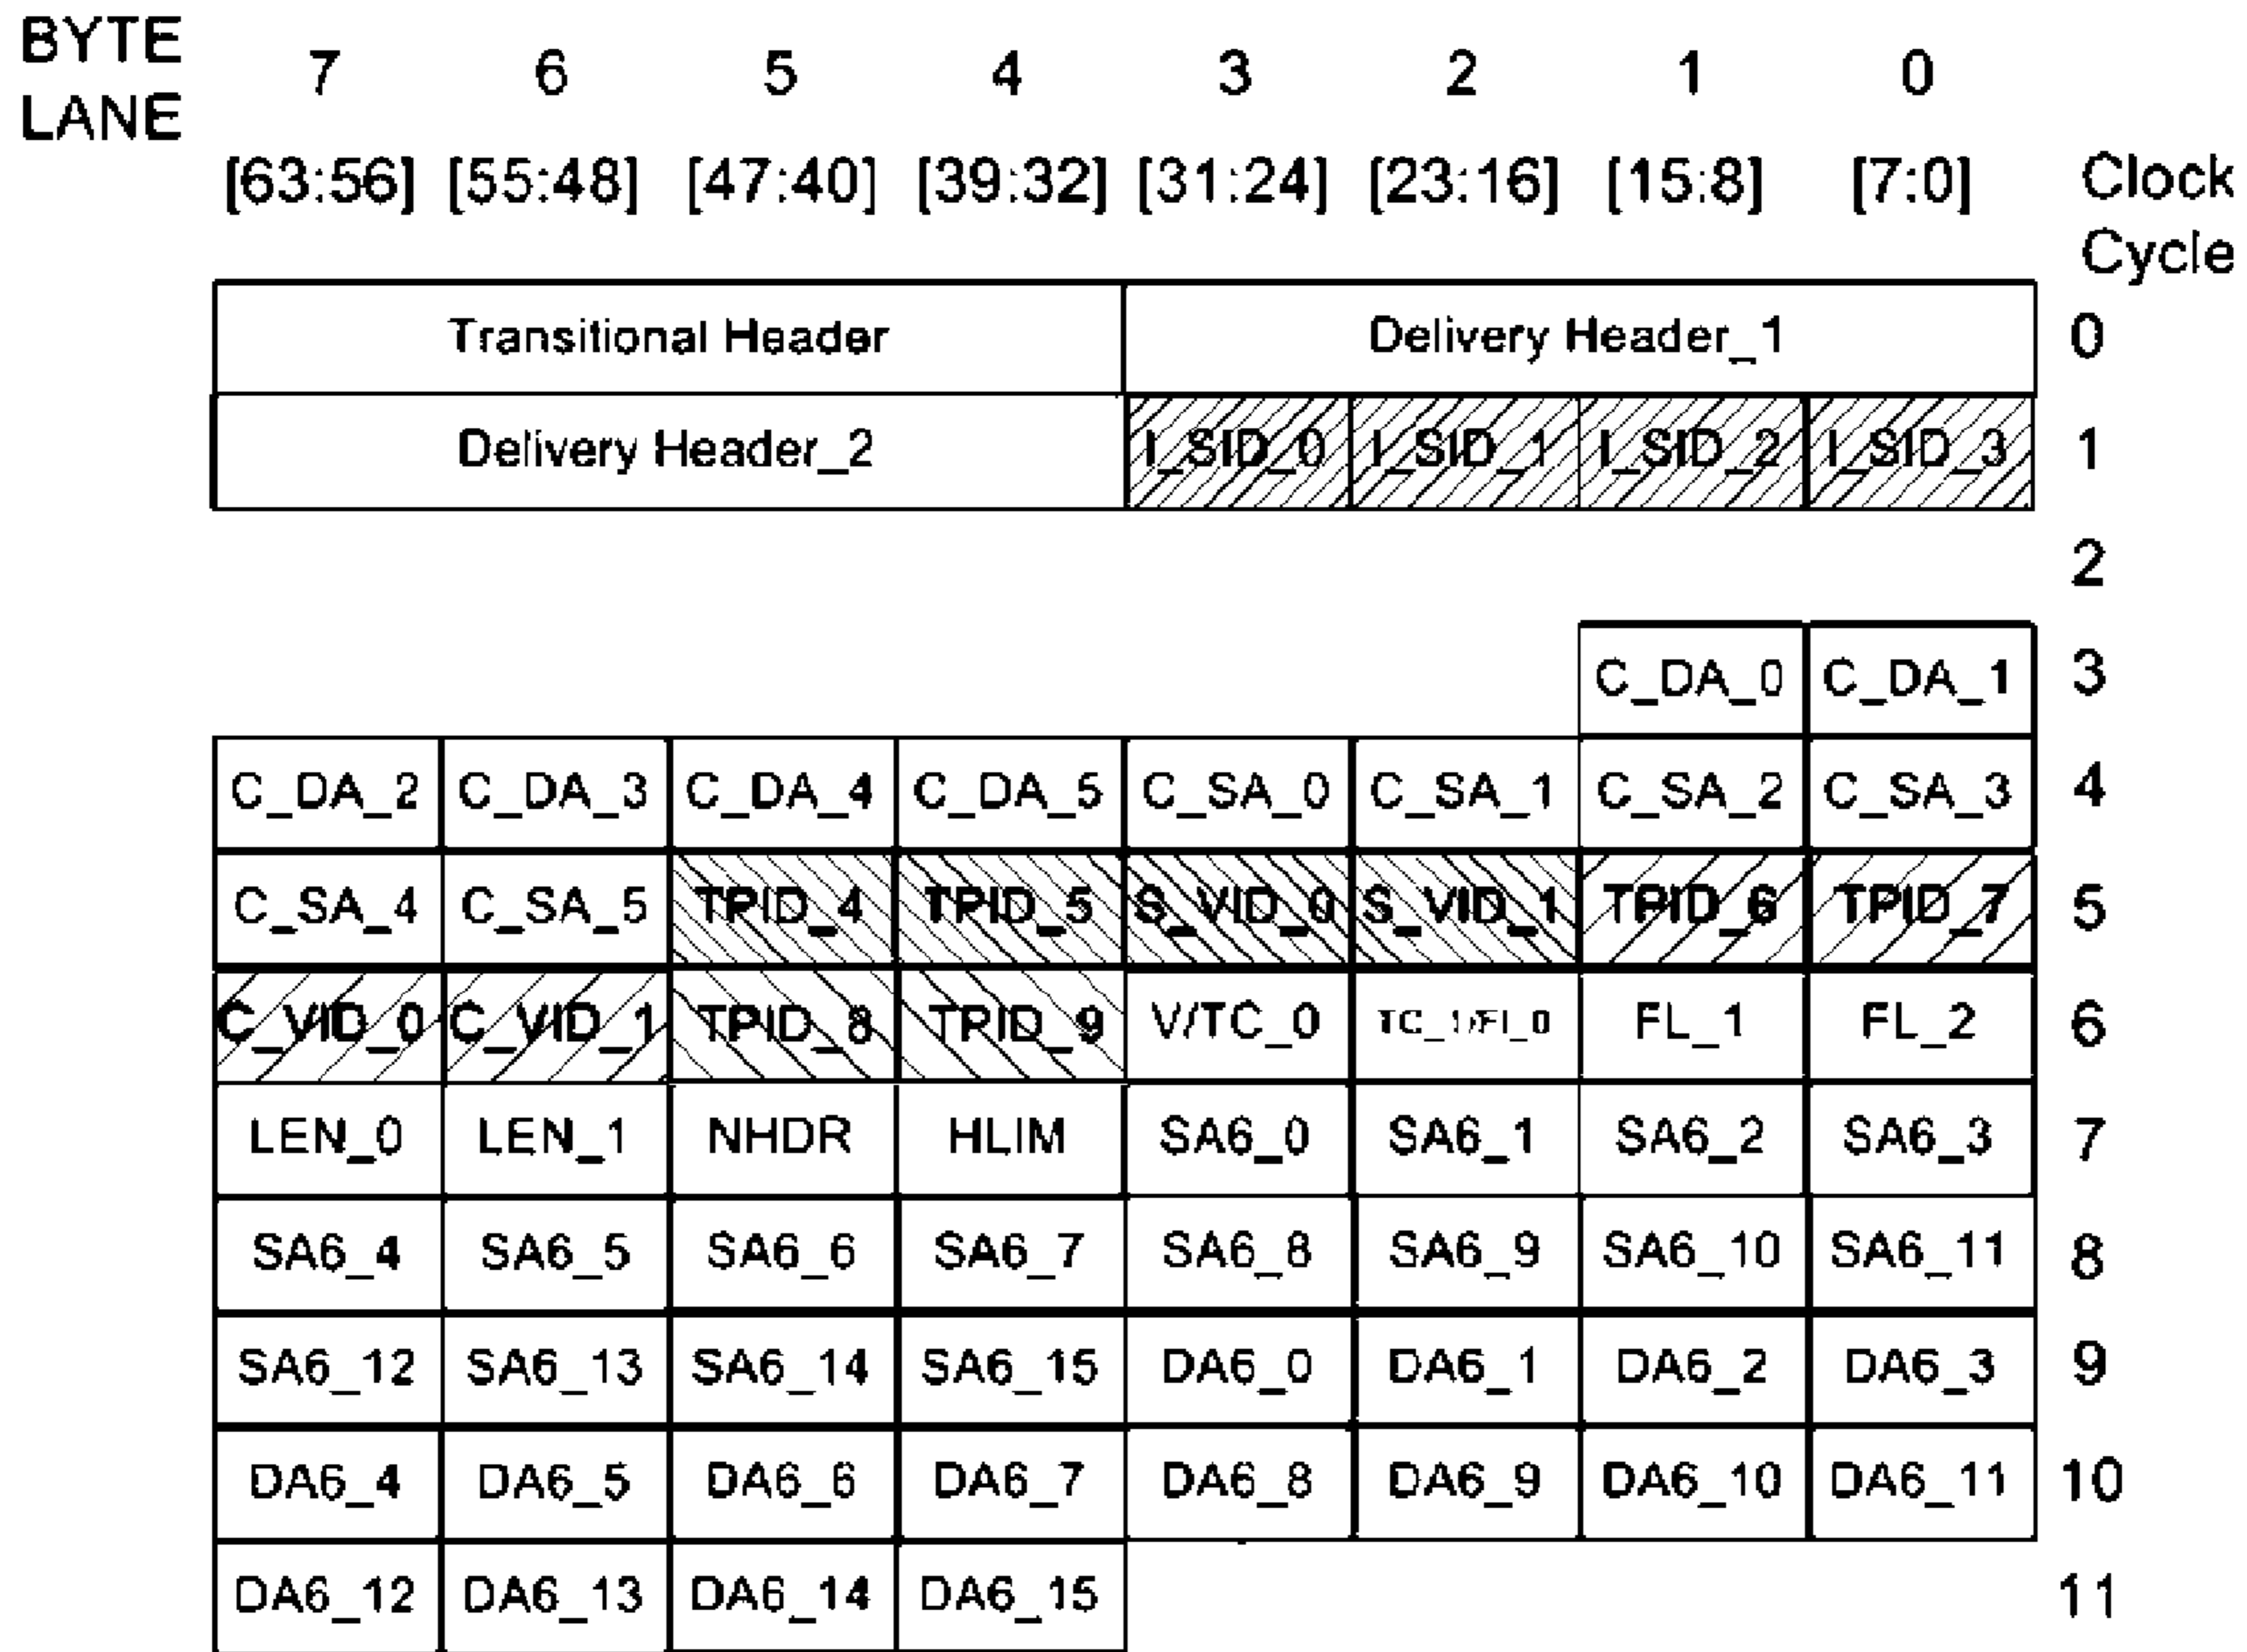 BYTE LANE 7 6 5 4 3 2 1 0
[63:56] [55:48] [47:40] [39:32] [31:24] [23:16] [15:8] [7:0] Clock Cycle
Transitional Header Delivery Header_1 0
Delivery Header_2 I_SID_0 I_SID_1 I_SID_2 I_SID_3 1
2
C_DA_0 C_DA_1 3
C_DA_2 C_DA_3 C_DA_4 C_DA_5 C_SA_0 C_SA_1 C_SA_2 C_SA_3 4
C_SA_4 C_SA_5 TPID_4 TPID_5 S_VID_0 S_VID_1 TPID_6 TPID_7 5
C_VID_0 C_VID_1 TPID_8 TPID_9 V/TC_0 TC_1/FL_0 FL_1 FL_2 6
LEN_0 LEN_1 NHDR HLIM SA6_0 SA6_1 SA6_2 SA6_3 7
SA6_4 SA6_5 SA6_6 SA6_7 SA6_8 SA6_9 SA6_10 SA6_11 8
SA6_12 SA6_13 SA6_14 SA6_15 DA6_0 DA6_1 DA6_2 DA6_3 9
DA6_4 DA6_5 DA6_6 DA6_7 DA6_8 DA6_9 DA6_10 DA6_11 10
DA6_12 DA6_13 DA6_14 DA6_15 11